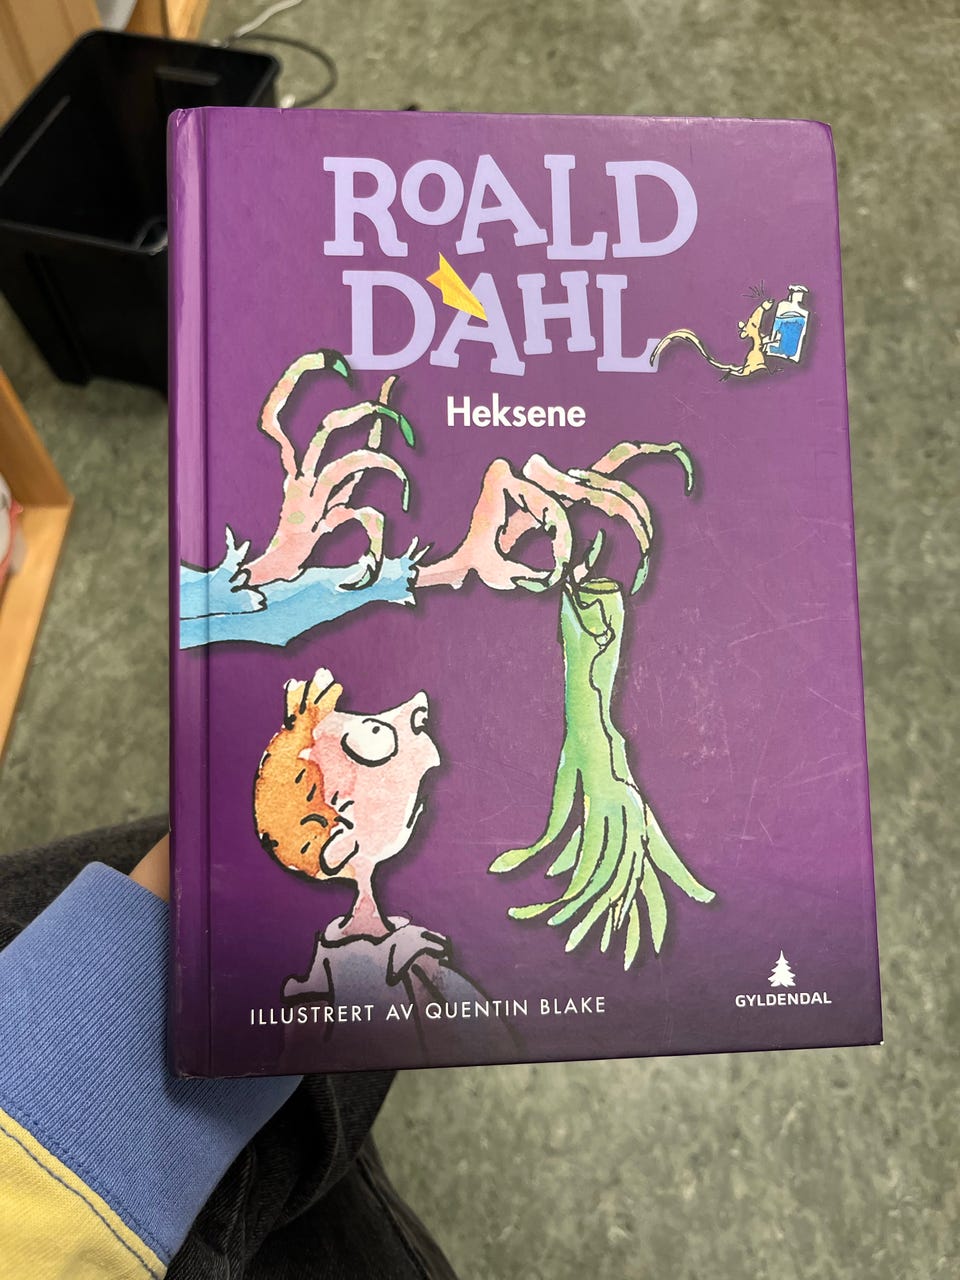 ROALD
DAHL
Heksene
ILLUSTRERT AV QUENTIN BLAKE
GYLDENDAL